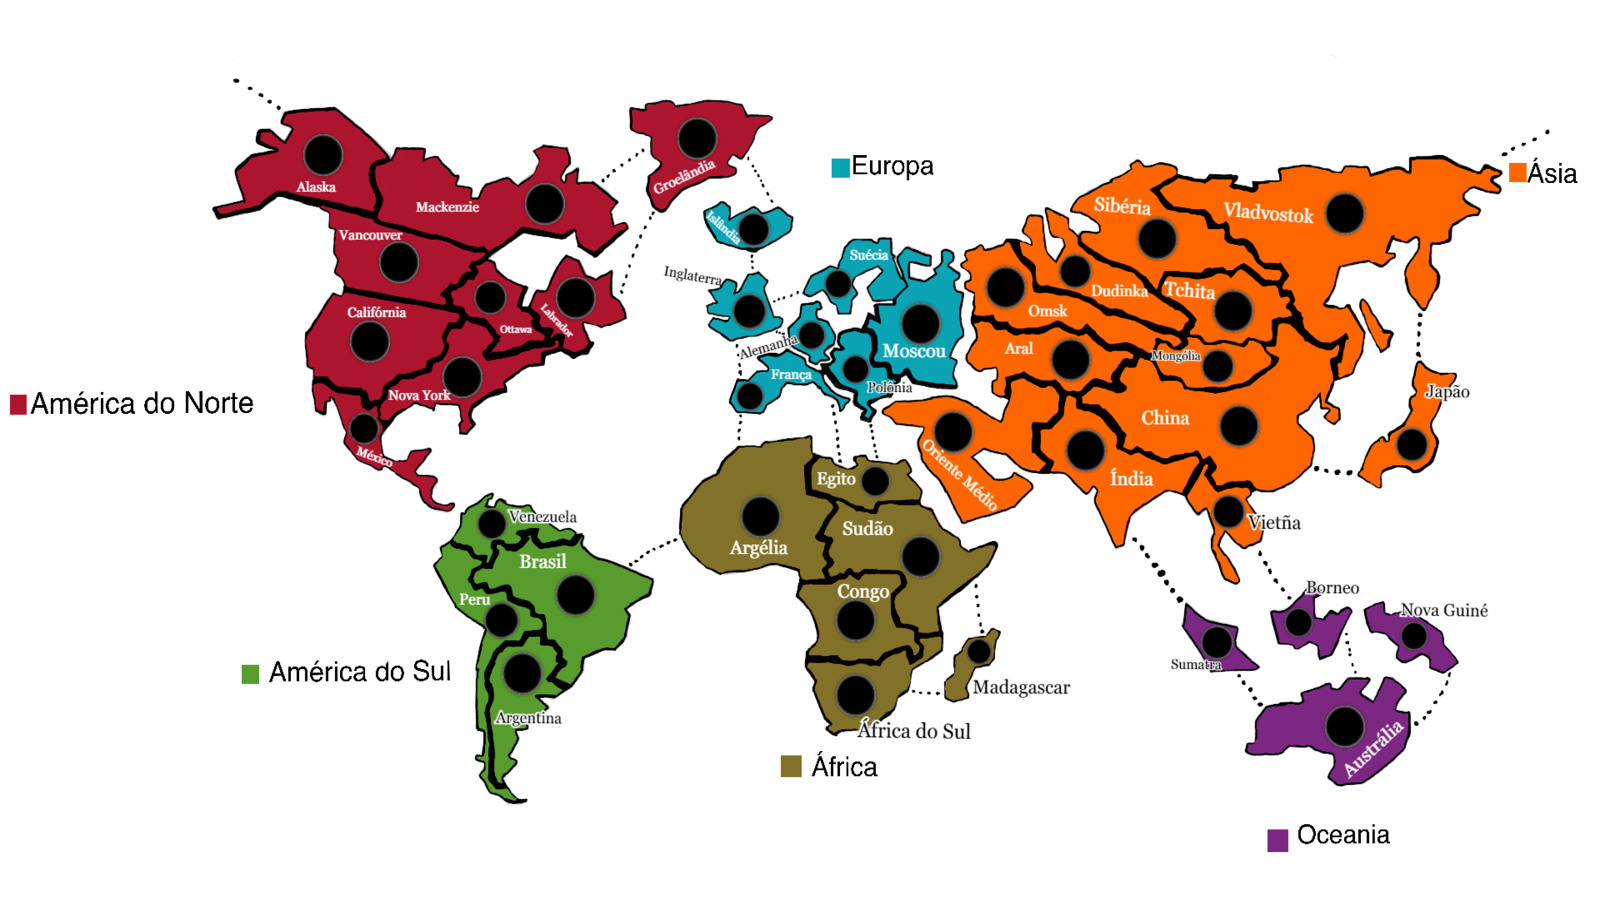 Alaska
Mackenzie
Groelândia
Vancouver
Califórnia
Ottawa
Labrador
Nova York
México
América do Norte
Venezuela
Brasil
Peru
Argentina
América do Sul
Europa
Islândia
Inglaterra
Suécia
Alemanha
Moscou
França
Polônia
Argélia
Egito
Sudão
Congo
África do Sul
Madagascar
África
Ásia
Sibéria
Vladvostok
Dudinka
Tchita
Omsk
Aral
Mongólia
China
Japão
Oriente Médio
Índia
Vietña
Borneo
Nova Guiné
Sumatra
Austrália
Oceania